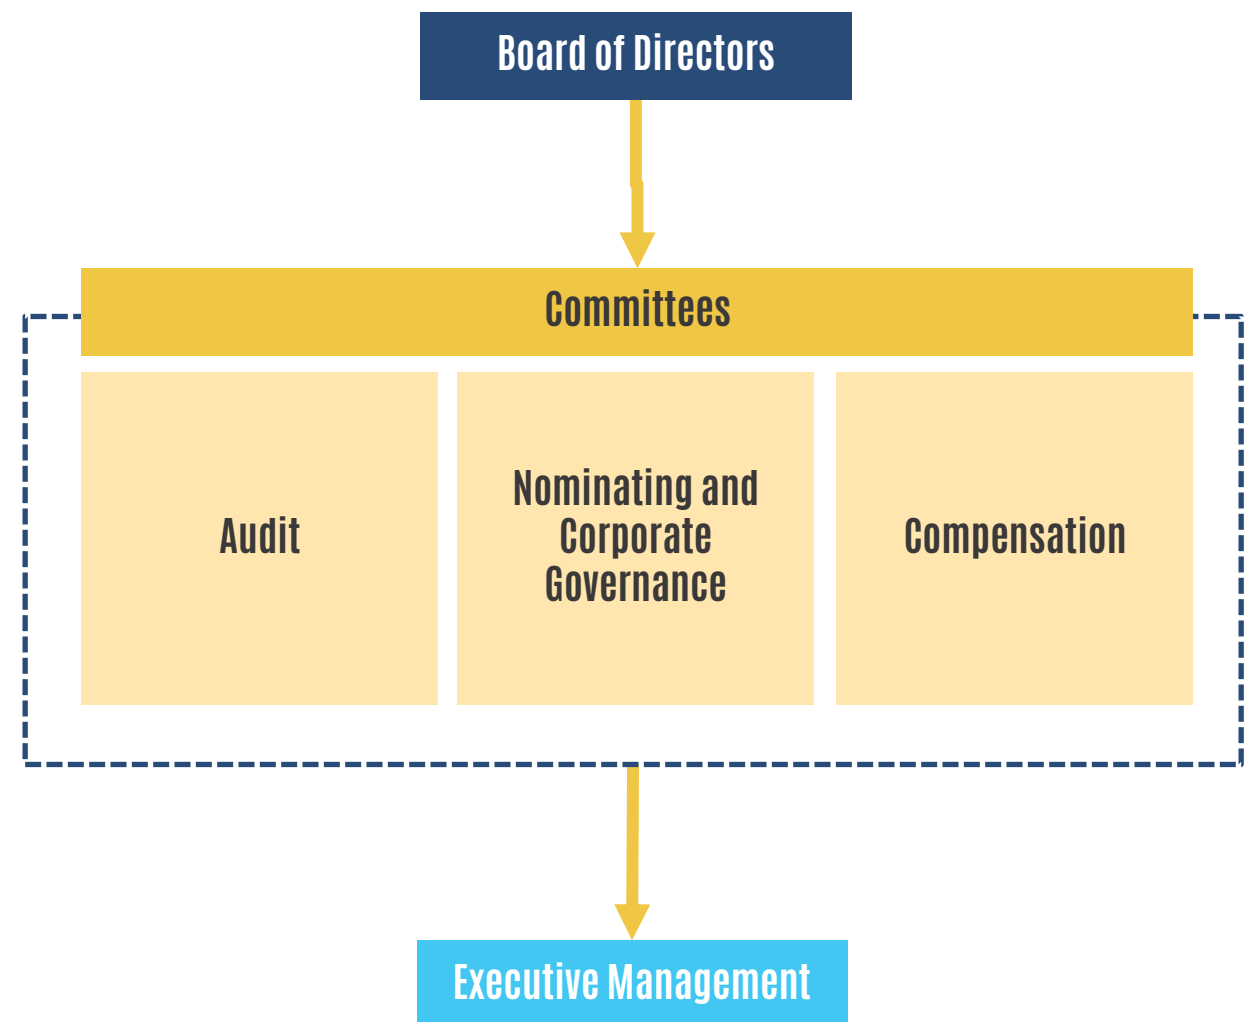 Board of Directors
Committees
Audit
Nominating and
Corporate
Governance
Compensation
Executive Management